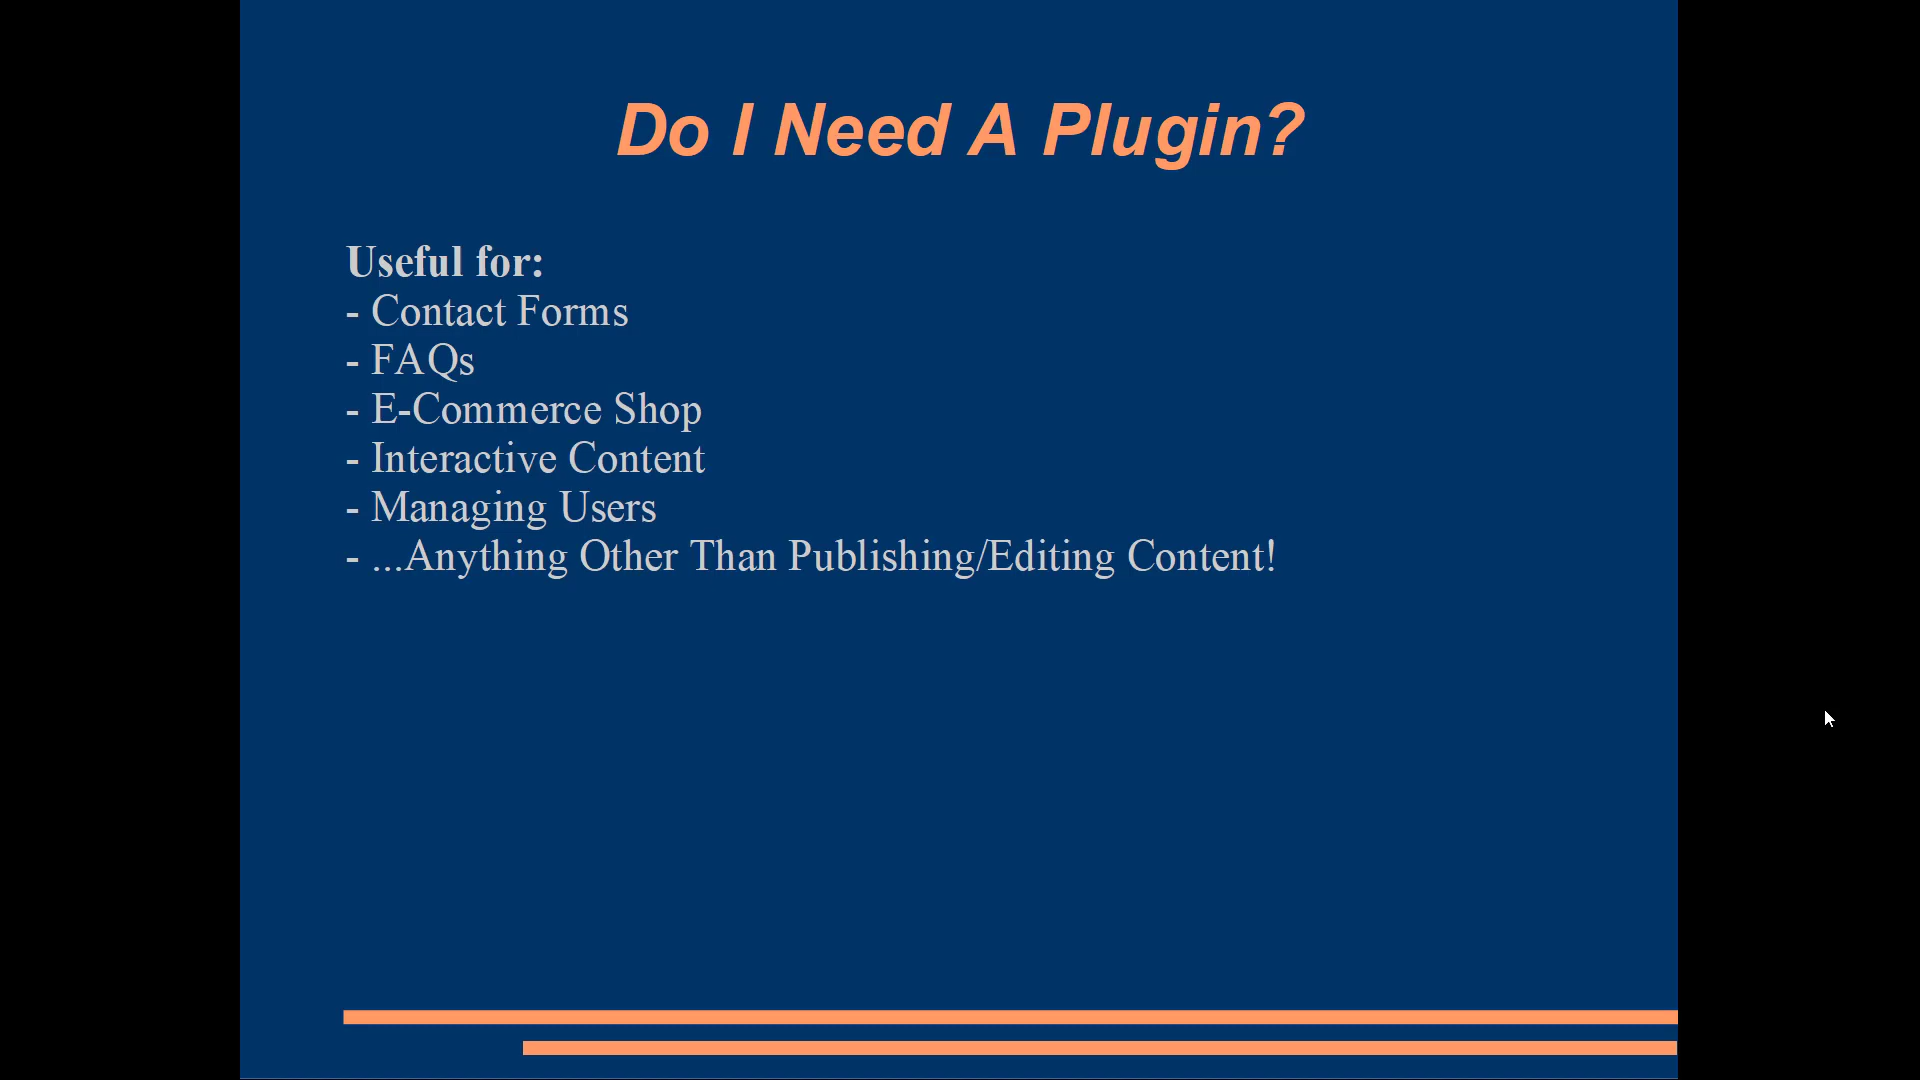 Do I Need A Plugin?
Useful for:
- Contact Forms
- FAQs
- E-Commerce Shop
- Interactive Content
- Managing Users
- ...Anything Other Than Publishing/Editing Content!